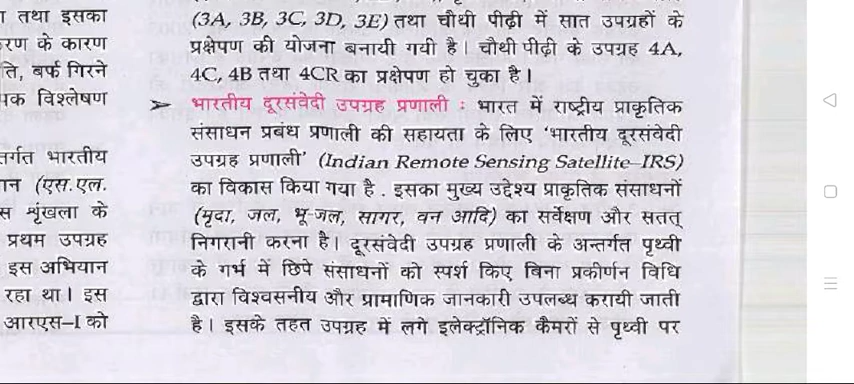 ा तथा इसका
रण के कारण
ति, बर्फ गिरने
पक विश्लेषण
तर्गत भारतीय
ान (एस.एल.
स शृंखला के
प्रथम उपग्रह
इस अभियान
रहा था। इस
आरएस–I को
(3A, 3B, 3C, 3D, 3E) तथा चौथी पीढ़ी में सात उपग्रहों के
प्रक्षेपण की योजना बनायी गयी है। चौथी पीढ़ी के उपग्रह 4A,
4C, 4B तथा 4CR का प्रक्षेपण हो चुका है।
➤ भारतीय दूरसंवेदी उपग्रह प्रणाली : भारत में राष्ट्रीय प्राकृतिक
संसाधन प्रबंध प्रणाली की सहायता के लिए ‘भारतीय दूरसंवेदी
उपग्रह प्रणाली’ (Indian Remote Sensing Satellite–IRS)
का विकास किया गया है . इसका मुख्य उद्देश्य प्राकृतिक संसाधनों
(मृदा, जल, भू-जल, सागर, वन आदि) का सर्वेक्षण और सतत्
निगरानी करना है। दूरसंवेदी उपग्रह प्रणाली के अन्तर्गत पृथ्वी
के गर्भ में छिपे संसाधनों को स्पर्श किए बिना प्रकीर्णन विधि
द्वारा विश्वसनीय और प्रामाणिक जानकारी उपलब्ध करायी जाती
है। इसके तहत उपग्रह में लगे इलेक्ट्रॉनिक कैमरों से पृथ्वी पर